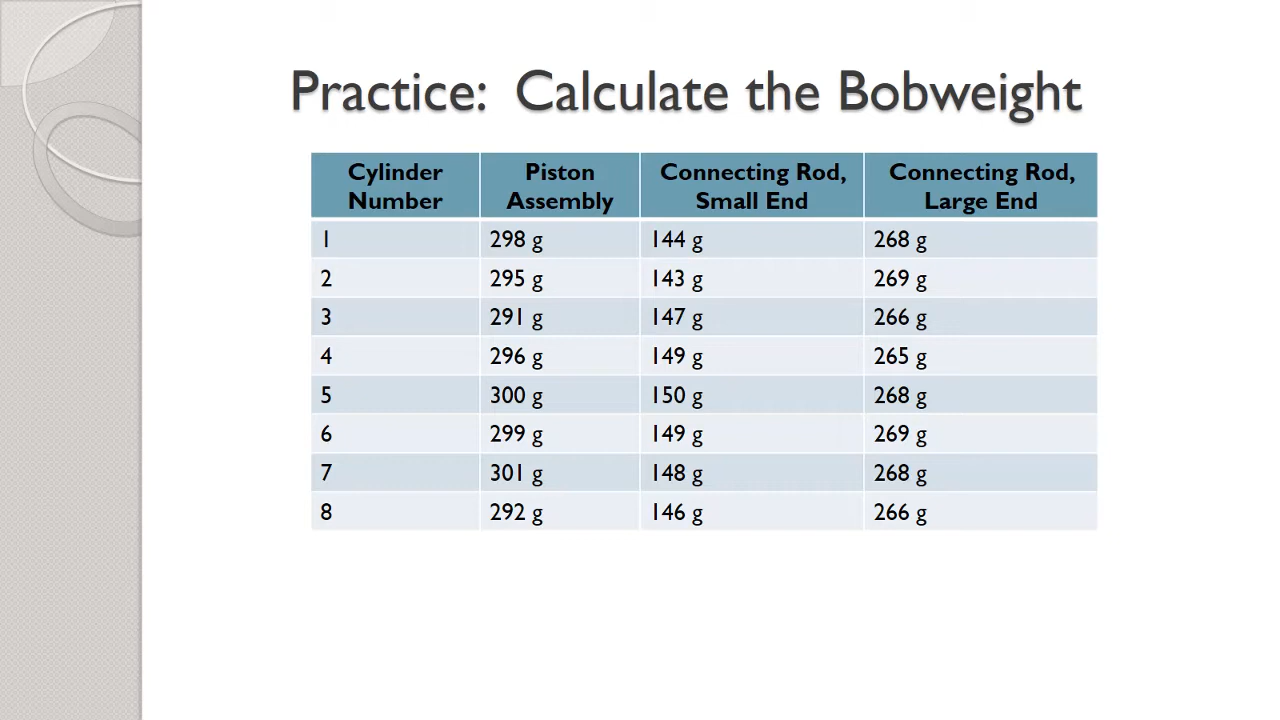 Practice: Calculate the Bobweight
Cylinder Number | Piston Assembly | Connecting Rod, Small End | Connecting Rod, Large End
1 | 298 g | 144 g | 268 g
2 | 295 g | 143 g | 269 g
3 | 291 g | 147 g | 266 g
4 | 296 g | 149 g | 265 g
5 | 300 g | 150 g | 268 g
6 | 299 g | 149 g | 269 g
7 | 301 g | 148 g | 268 g
8 | 292 g | 146 g | 266 g